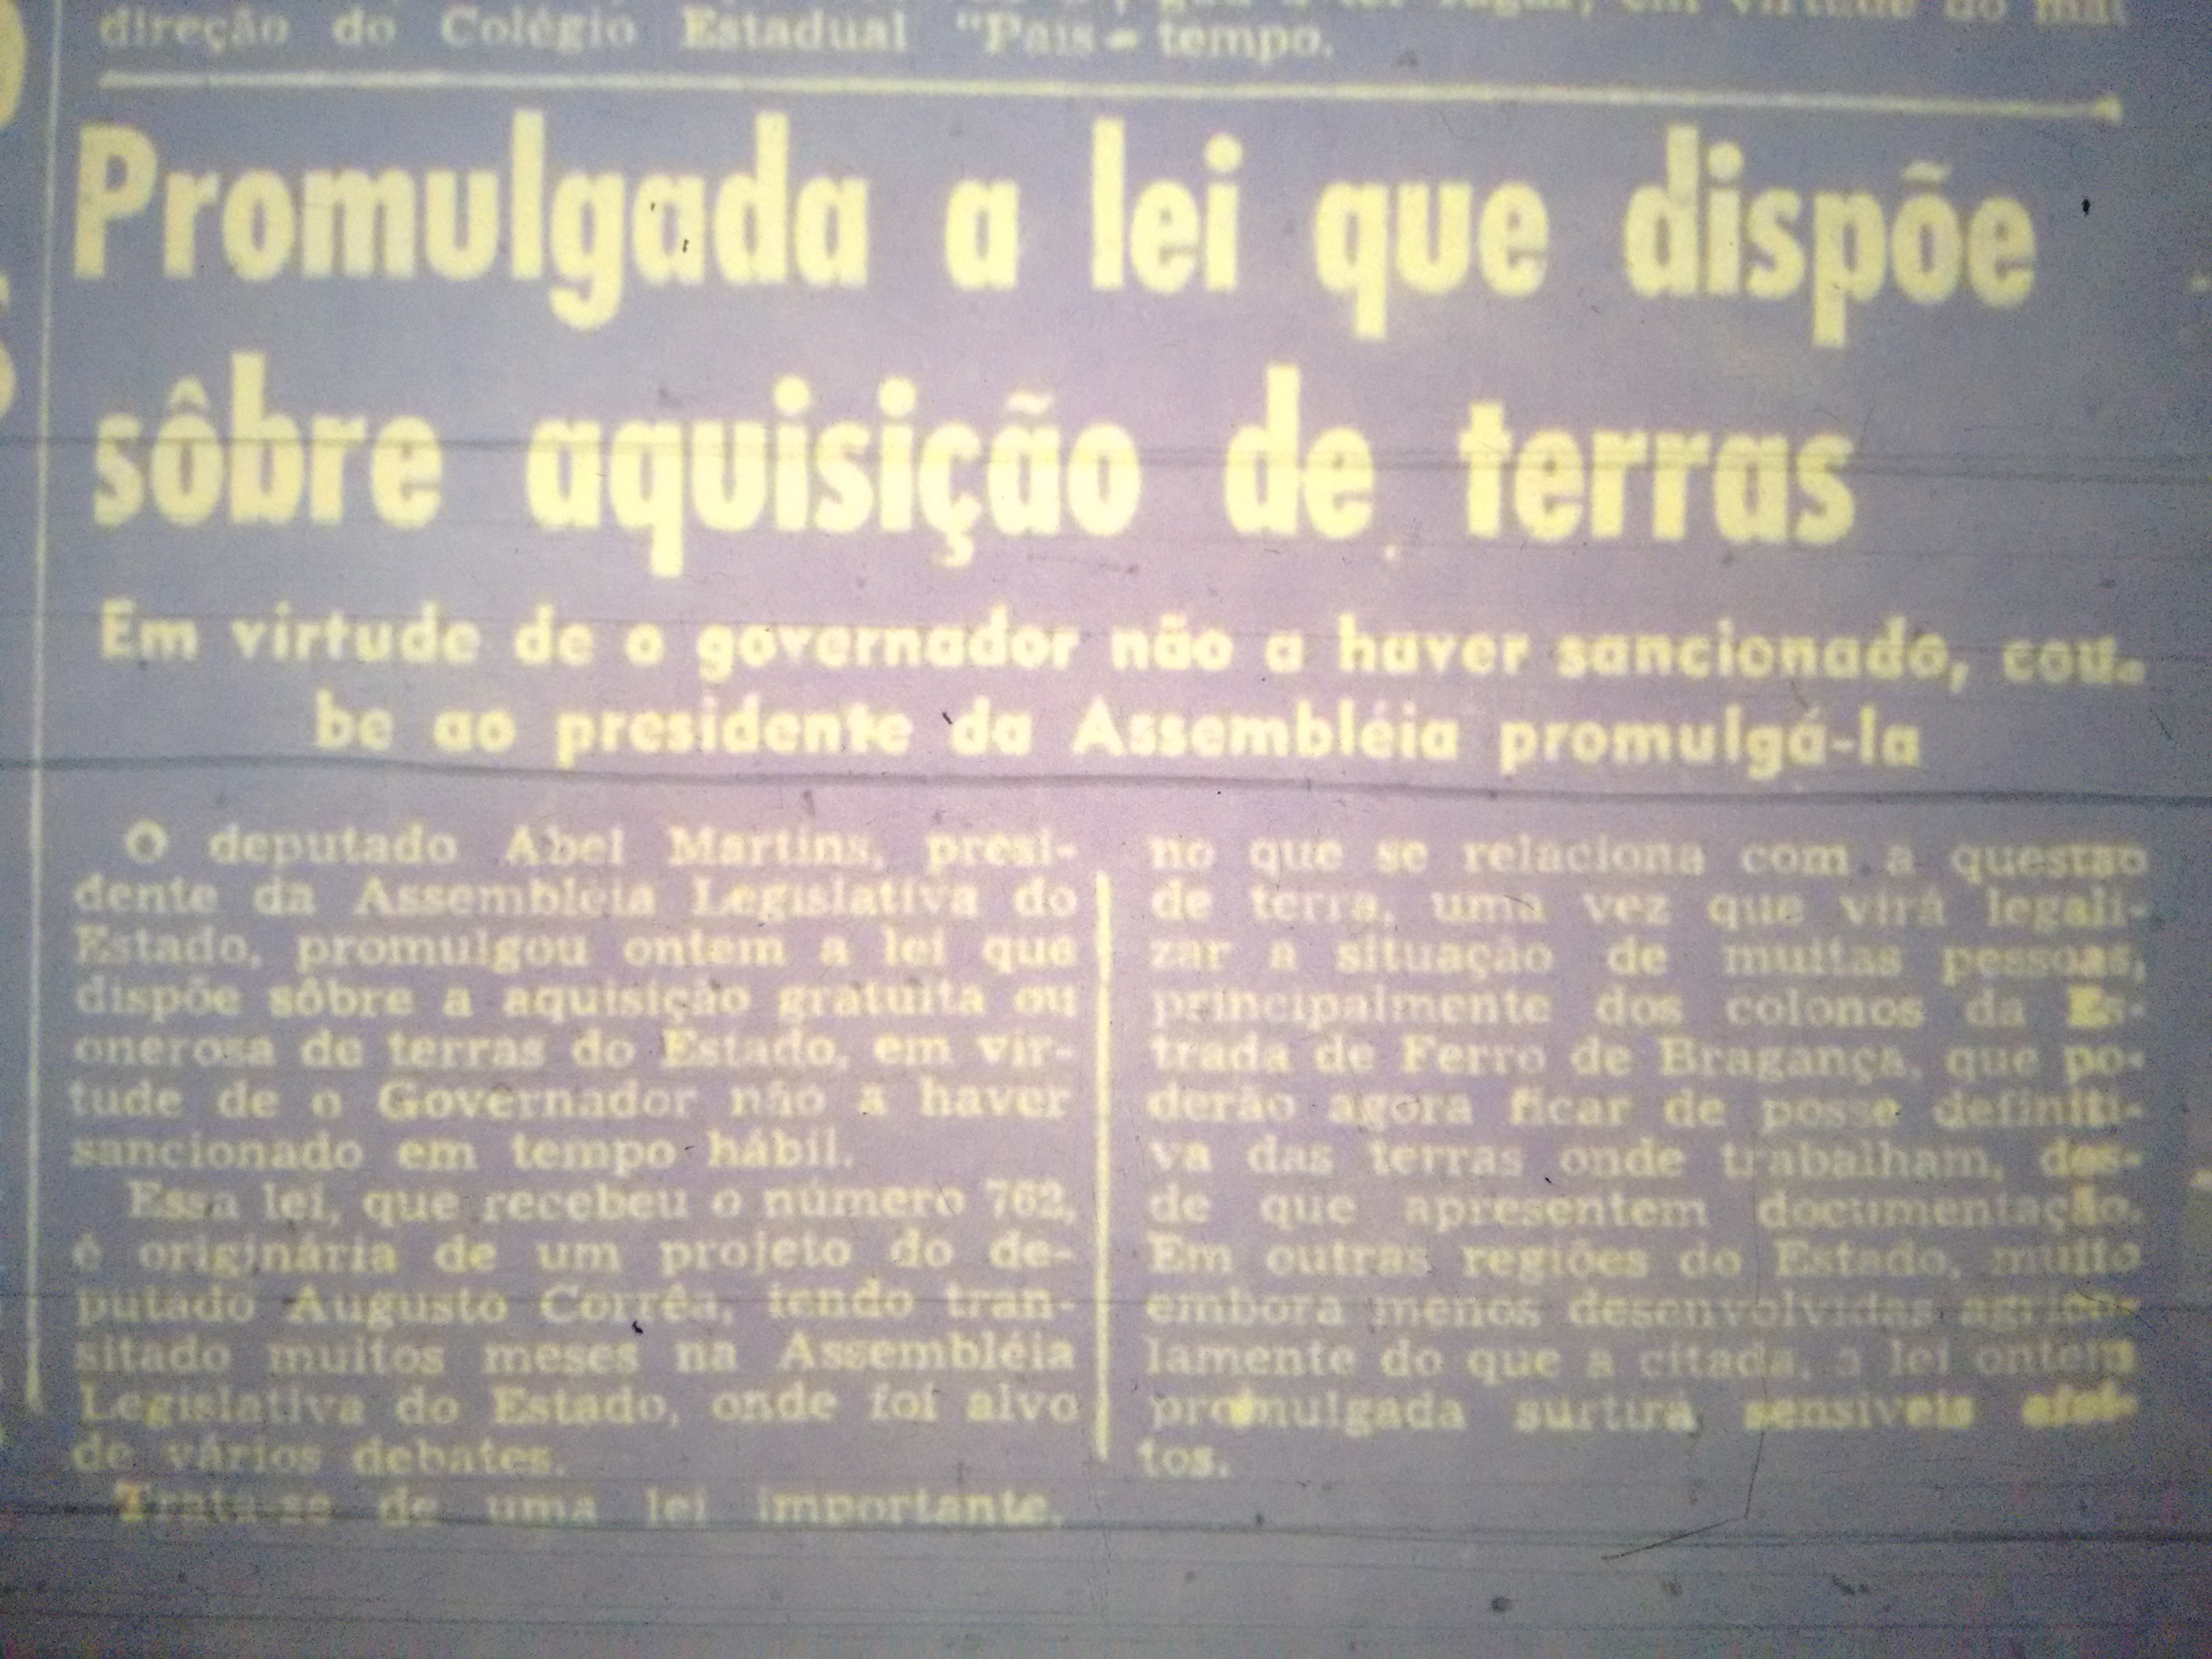 direção do Colégio Estadual "Pais- tempo.
Promulgada a lei que dispõe
sôbre aquisição de terras
Em virtude de o governador não a haver sancionado, cou-
be ao presidente da Assembléia promulgá-la
O deputado Abel Martins, presi-
dente da Assembléia Legislativa do
Estado, promulgou ontem a lei que
dispõe sôbre a aquisição gratuita ou
onerosa de terras do Estado, em vir-
tude de o Governador não a haver
sancionado em tempo hábil.
Essa lei, que recebeu o número 762,
é originária de um projeto do de-
putado Augusto Corrêa, tendo tran-
sitado muitos meses na Assembléia
Legislativa do Estado, onde foi alvo
de vários debates.
Trata-se de uma lei importante,
no que se relaciona com a questão
de terra, uma vez que virá legali-
zar a situação de muitas pessoas,
principalmente dos colonos da Es-
trada de Ferro de Bragança, que po-
derão agora ficar de posse definiti-
va das terras onde trabalham, des-
de que apresentem documentação.
Em outras regiões do Estado, muito
embora menos desenvolvidas agrico-
lamente do que a citada, a lei ontem
promulgada surtirá sensíveis efei-
tos.